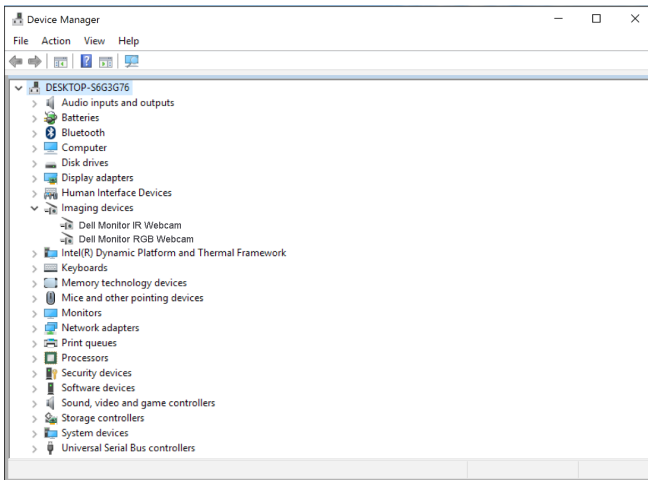 Device Manager
File Action View Help
DESKTOP-S6G3G76
Audio inputs and outputs
Batteries
Bluetooth
Computer
Disk drives
Display adapters
Human Interface Devices
Imaging devices
Dell Monitor IR Webcam
Dell Monitor RGB Webcam
Intel(R) Dynamic Platform and Thermal Framework
Keyboards
Memory technology devices
Mice and other pointing devices
Monitors
Network adapters
Print queues
Processors
Security devices
Software devices
Sound, video and game controllers
Storage controllers
System devices
Universal Serial Bus controllers